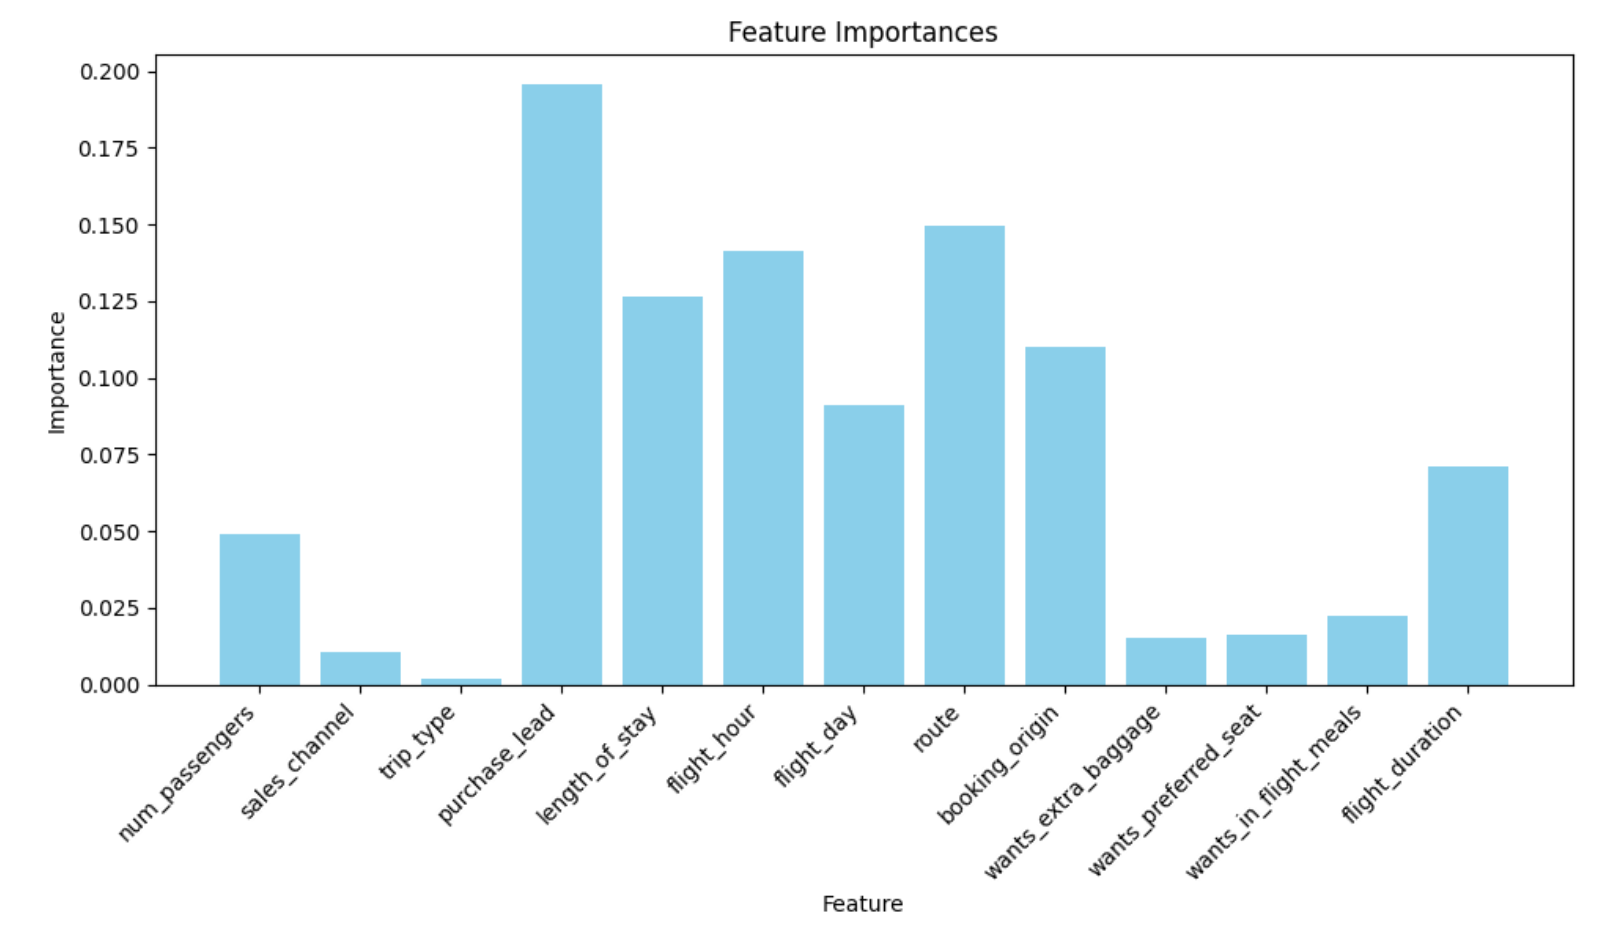 Feature Importances
0.200
0.175
0.150
0.125
0.100
0.075
0.050
0.025
0.000
Importance
num_passengers
sales_channel
trip_type
purchase_lead
length_of_stay
flight_hour
flight_day
route
booking_origin
wants_extra_baggage
wants_preferred_seat
wants_in_flight_meals
flight_duration
Feature